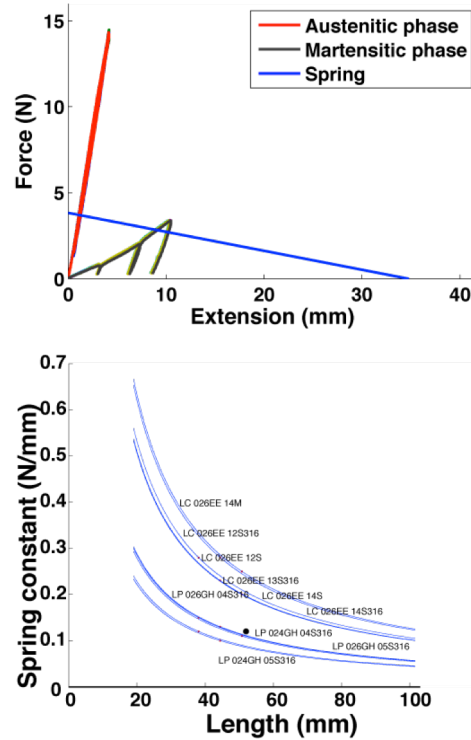 15
10
5
0
Force (N)
Austenitic phase
Martensitic phase
Spring
0 10 20 30 40
Extension (mm)
0.7
0.6
0.5
0.4
0.3
0.2
0.1
0
Spring constant (N/mm)
LC 026EE 14M
LC 026EE 12S316
LC 026EE 12S
LC 026EE 13S316
LP 026GH 04S316
LC 026EE 14S
LC 026EE 14S316
LP 024GH 04S316
LP 026GH 05S316
LP 024GH 05S316
0 20 40 60 80 100
Length (mm)